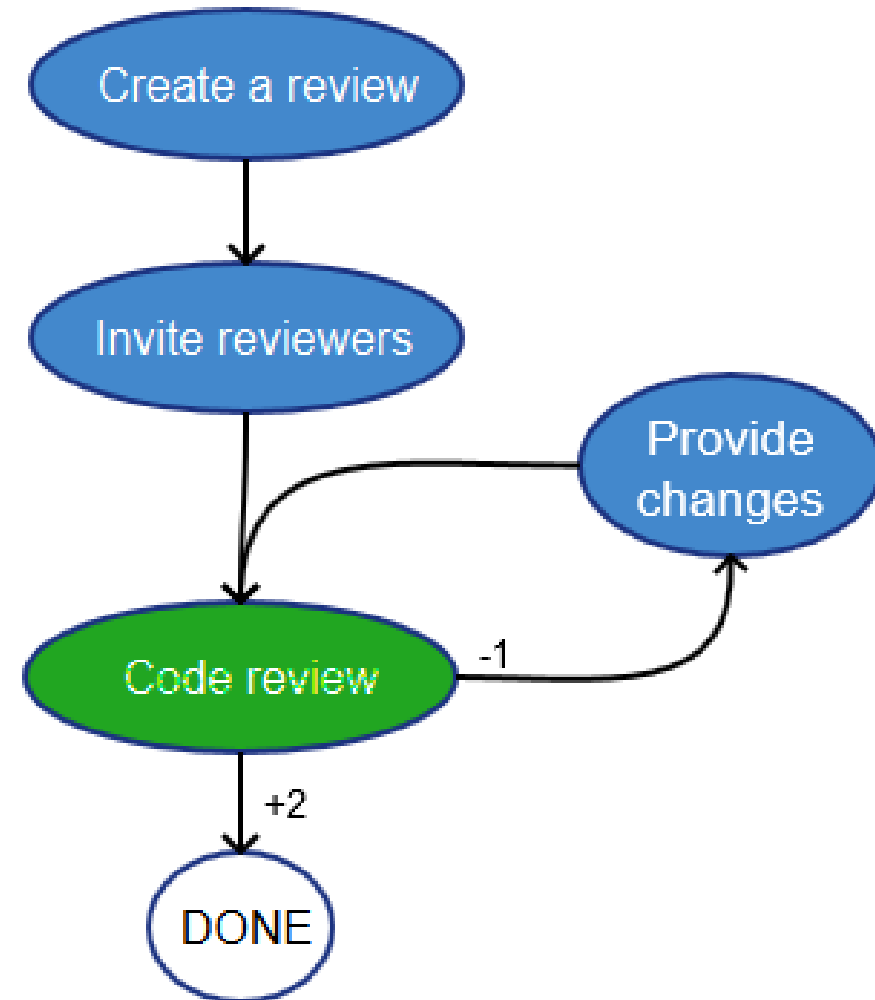 Create a review
Invite reviewers
Provide
changes
Code review
-1
+2
DONE